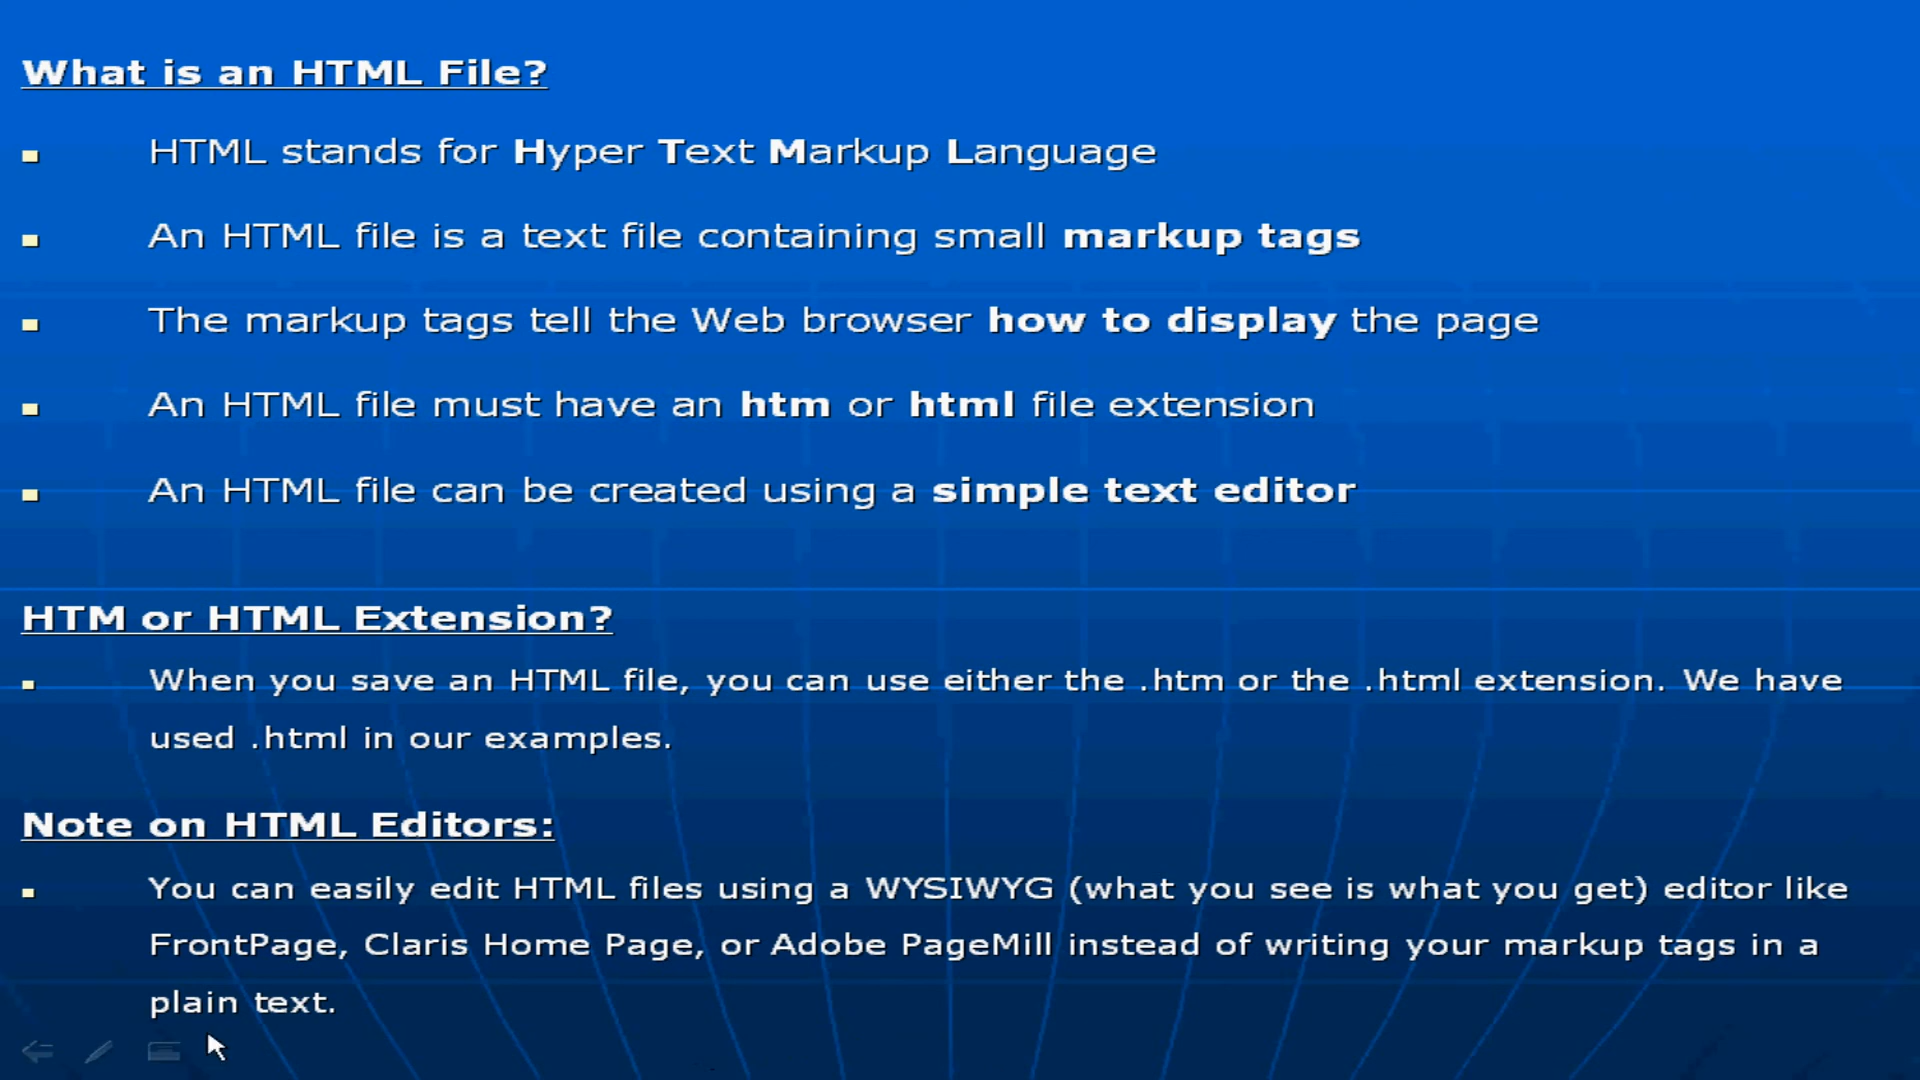 What is an HTML File?
HTML stands for Hyper Text Markup Language
An HTML file is a text file containing small markup tags
The markup tags tell the Web browser how to display the page
An HTML file must have an htm or html file extension
An HTML file can be created using a simple text editor
HTM or HTML Extension?
When you save an HTML file, you can use either the .htm or the .html extension. We have
used .html in our examples.
Note on HTML Editors:
You can easily edit HTML files using a WYSIWYG (what you see is what you get) editor like
FrontPage, Claris Home Page, or Adobe PageMill instead of writing your markup tags in a
plain text.